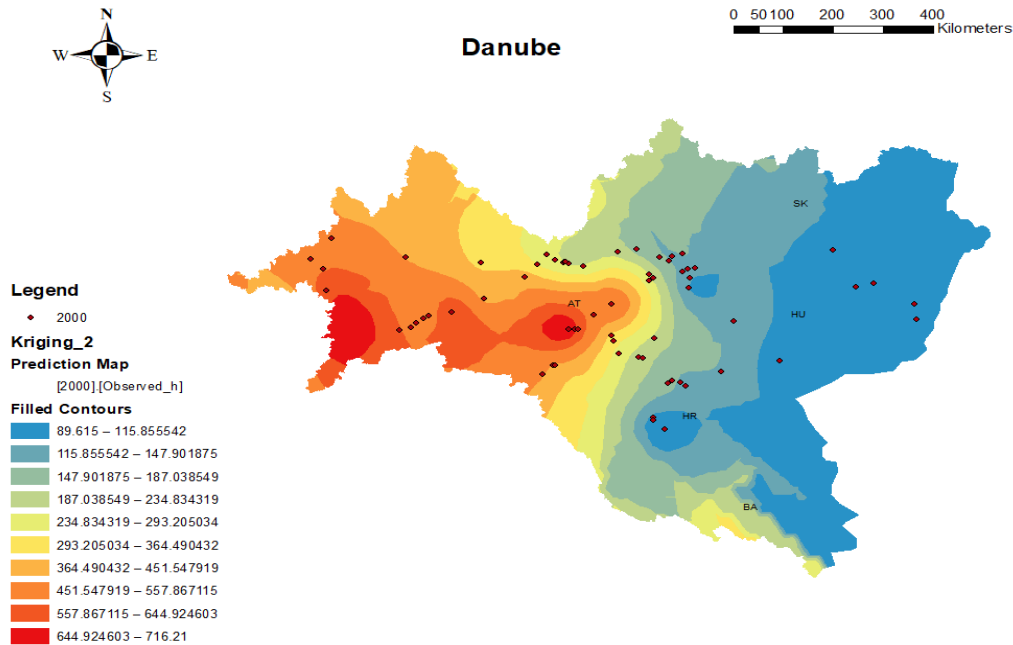 N
W E
S
Danube
0 50 100 200 300 400
Kilometers
SK
AT
HU
HR
BA
Legend
2000
Kriging_2
Prediction Map
[2000].[Observed_h]
Filled Contours
89.615 – 115.855542
115.855542 – 147.901875
147.901875 – 187.038549
187.038549 – 234.834319
234.834319 – 293.205034
293.205034 – 364.490432
364.490432 – 451.547919
451.547919 – 557.867115
557.867115 – 644.924603
644.924603 – 716.21